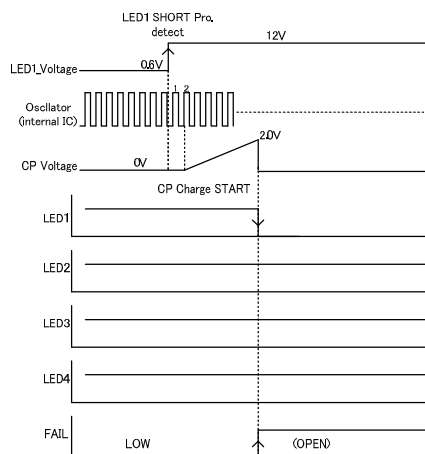 LED1 SHORT Pro.
detect
12V
LED1_Voltage
0.6V
1 2
Oscllator
(internal IC)
2.0V
CP Voltage
0V
CP Charge START
LED1
LED2
LED3
LED4
FAIL
LOW
(OPEN)